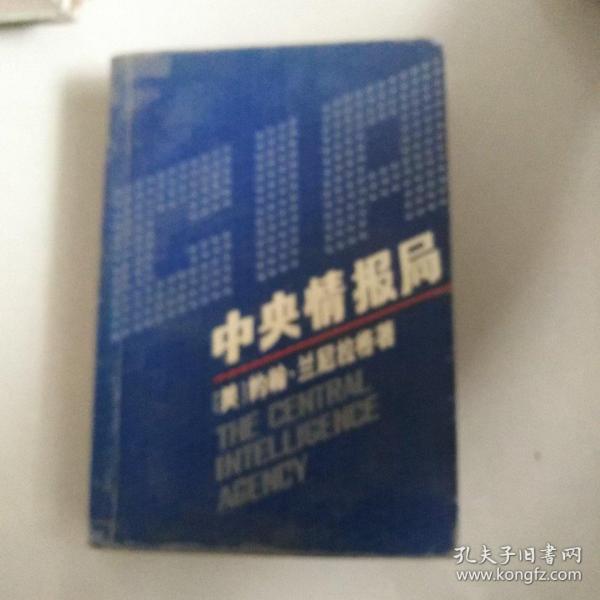 CIA
中央情报局
[美]约翰·兰尼拉格著
THE CENTRAL
INTELLIGENCE
AGENCY
孔夫子旧书网
www.kongfz.com